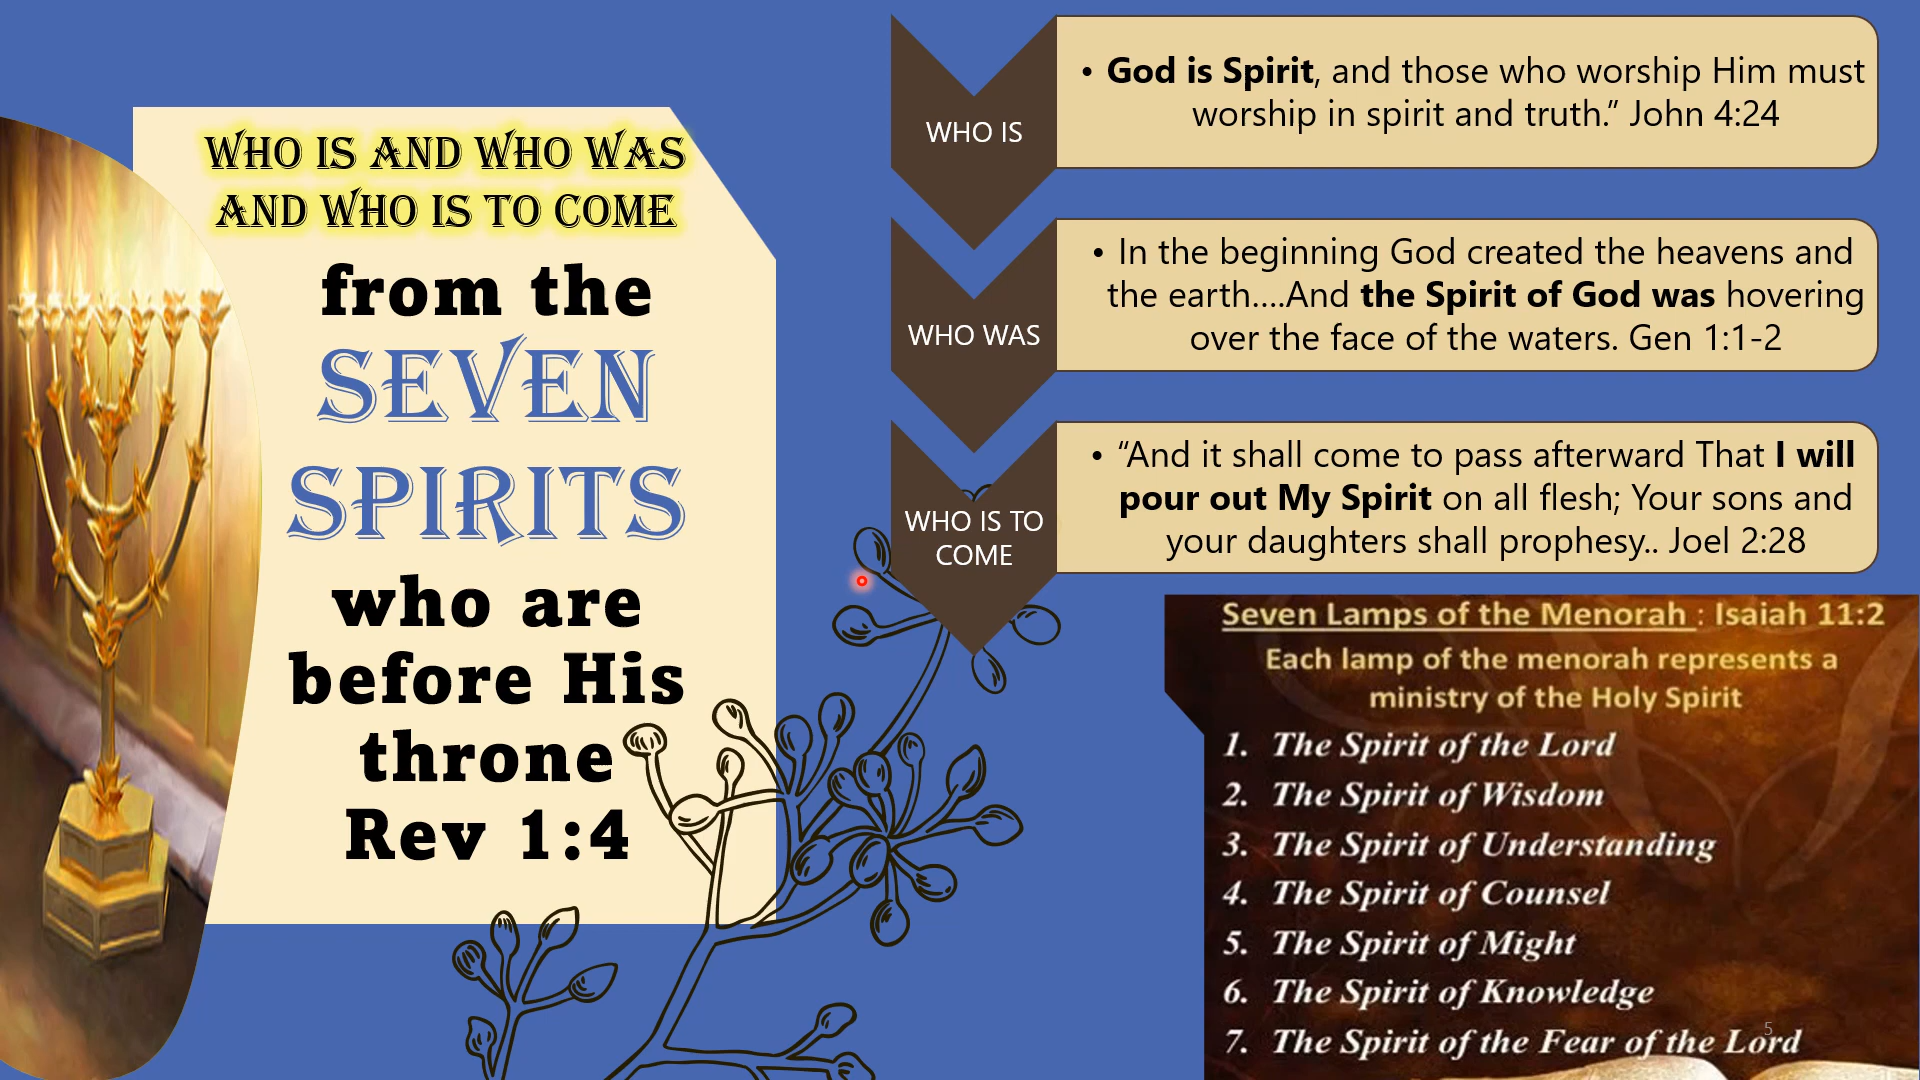 WHO IS AND WHO WAS
AND WHO IS TO COME
from the
SEVEN
SPIRITS
who are
before His
throne
Rev 1:4
WHO IS
• God is Spirit, and those who worship Him must
worship in spirit and truth.” John 4:24
WHO WAS
• In the beginning God created the heavens and
the earth….And the Spirit of God was hovering
over the face of the waters. Gen 1:1-2
WHO IS TO
COME
• “And it shall come to pass afterward That I will
pour out My Spirit on all flesh; Your sons and
your daughters shall prophesy.. Joel 2:28
Seven Lamps of the Menorah : Isaiah 11:2
Each lamp of the menorah represents a
ministry of the Holy Spirit
1. The Spirit of the Lord
2. The Spirit of Wisdom
3. The Spirit of Understanding
4. The Spirit of Counsel
5. The Spirit of Might
6. The Spirit of Knowledge
7. The Spirit of the Fear of the Lord
5